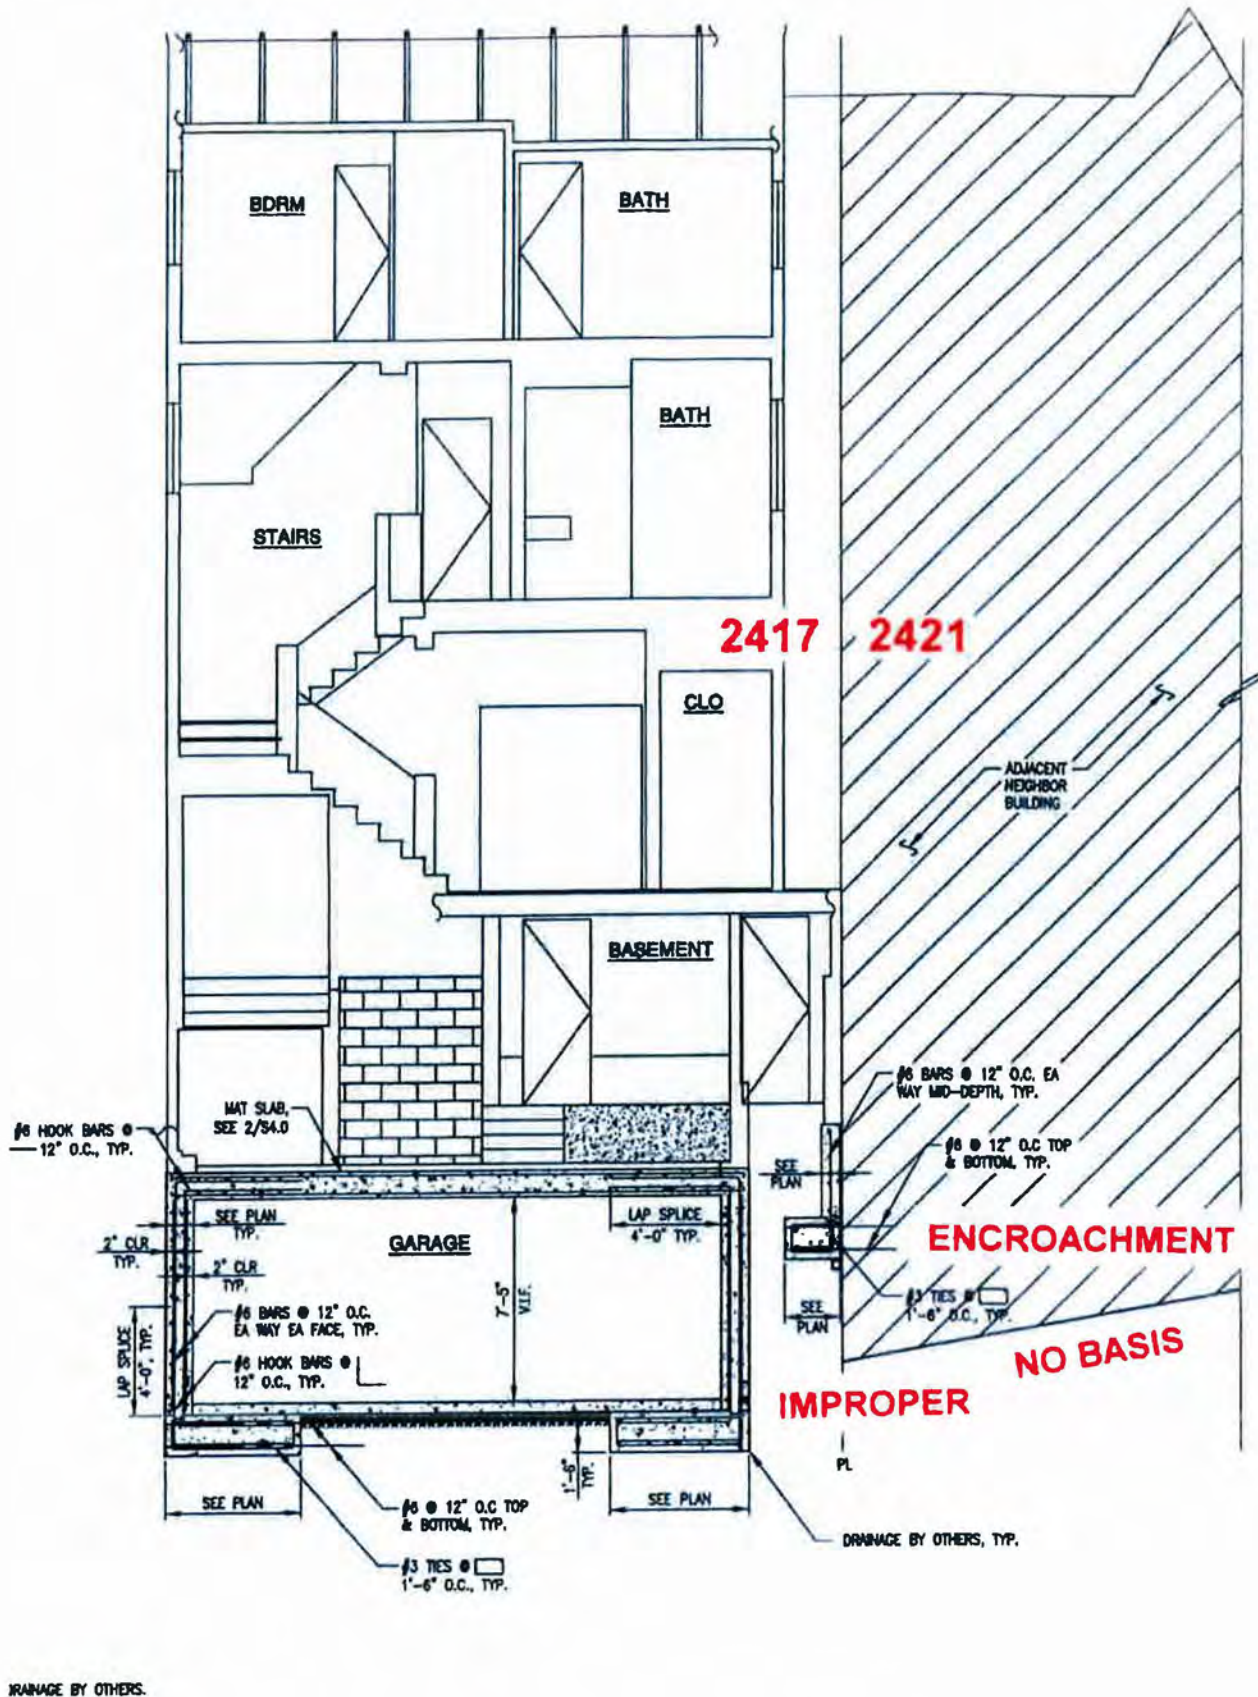 BDRM
BATH
BATH
STAIRS
2417 2421
CLO
ADJACENT
NEIGHBOR
BUILDING
BASEMENT
#6 BARS @ 12" O.C. EA
WAY MID-DEPTH, TYP.
MAT SLAB,
SEE 2/S4.0
#6 HOOK BARS @
12" O.C., TYP.
#6 @ 12" O.C TOP
& BOTTOM, TYP.
SEE
PLAN
SEE PLAN
TYP.
LAP SPLICE
4'-0" TYP.
2" CLR
TYP.
GARAGE
ENCROACHMENT
2" CLR
TYP.
7'-5"
V.I.F.
#3 TIES @
1'-6" O.C., TYP.
SEE
PLAN
#6 BARS @ 12" O.C.
EA WAY EA FACE, TYP.
LAP SPLICE
4'-0", TYP.
#6 HOOK BARS @
12" O.C., TYP.
NO BASIS
IMPROPER
PL
1'-6"
TYP.
SEE PLAN
SEE PLAN
#6 @ 12" O.C TOP
& BOTTOM, TYP.
DRAINAGE BY OTHERS, TYP.
#3 TIES @
1'-6" O.C., TYP.
DRAINAGE BY OTHERS.